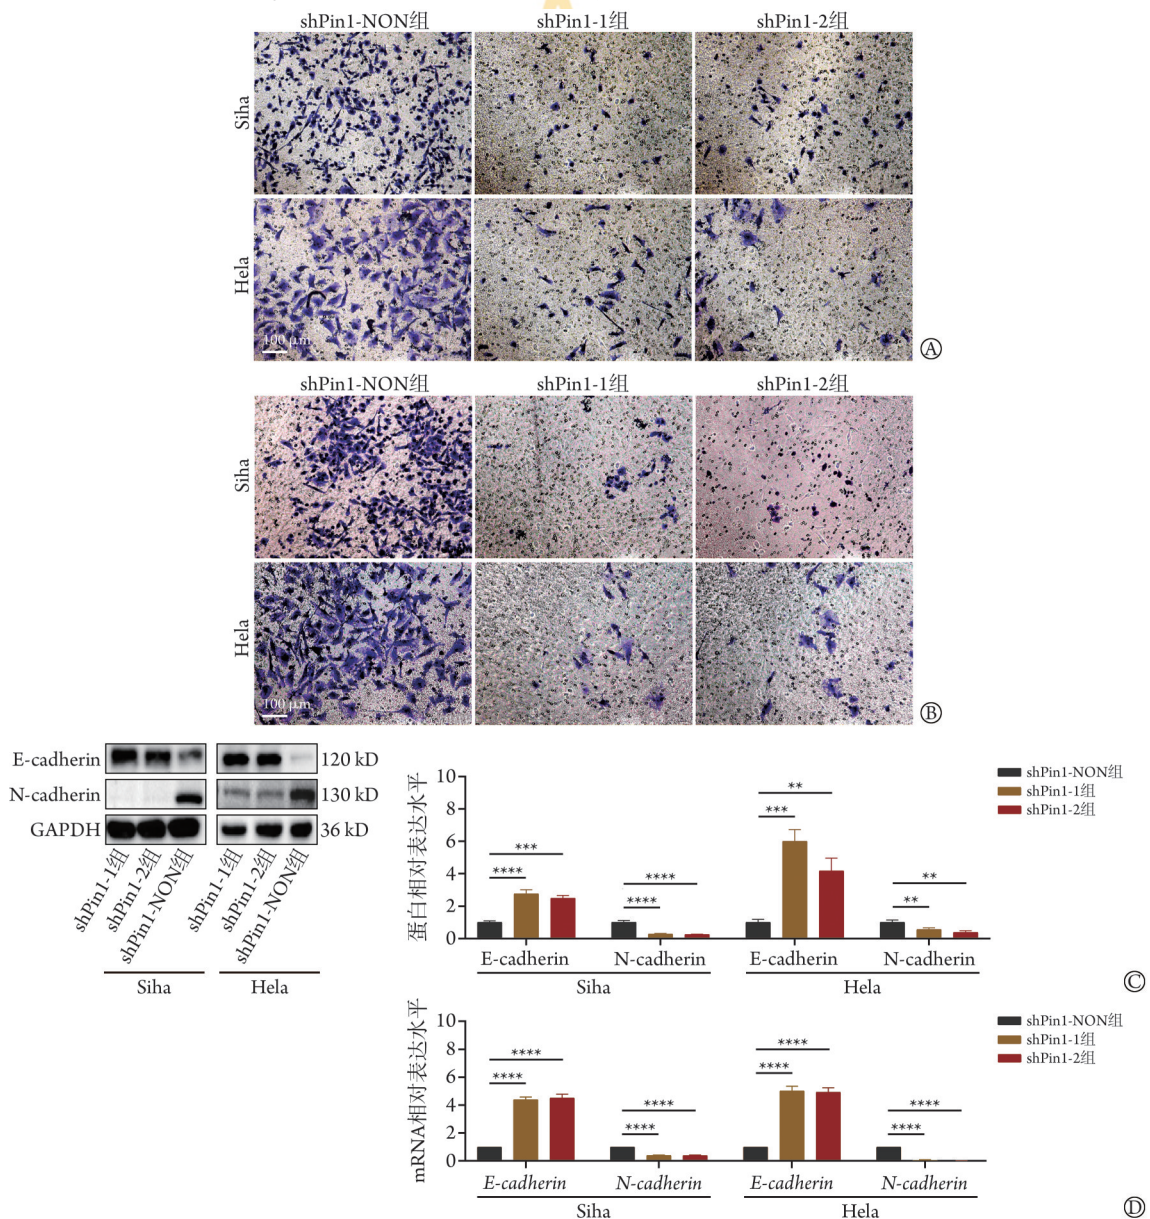 shPin1-NON组 shPin1-1组 shPin1-2组
Siha
Hela
100 μm
Ⓐ
shPin1-NON组 shPin1-1组 shPin1-2组
Siha
Hela
100 μm
Ⓑ
E-cadherin 120 kD
N-cadherin 130 kD
GAPDH 36 kD
shPin1-1组 shPin1-2组 shPin1-NON组 shPin1-1组 shPin1-2组 shPin1-NON组
Siha Hela
蛋白相对表达水平
10
8
6
4
2
0
*** **** **** **** ** *** ** **
E-cadherin N-cadherin E-cadherin N-cadherin
Siha Hela
shPin1-NON组
shPin1-1组
shPin1-2组
Ⓒ
mRNA相对表达水平
10
8
6
4
2
0
**** **** **** **** **** **** **** ****
E-cadherin N-cadherin E-cadherin N-cadherin
Siha Hela
shPin1-NON组
shPin1-1组
shPin1-2组
Ⓓ